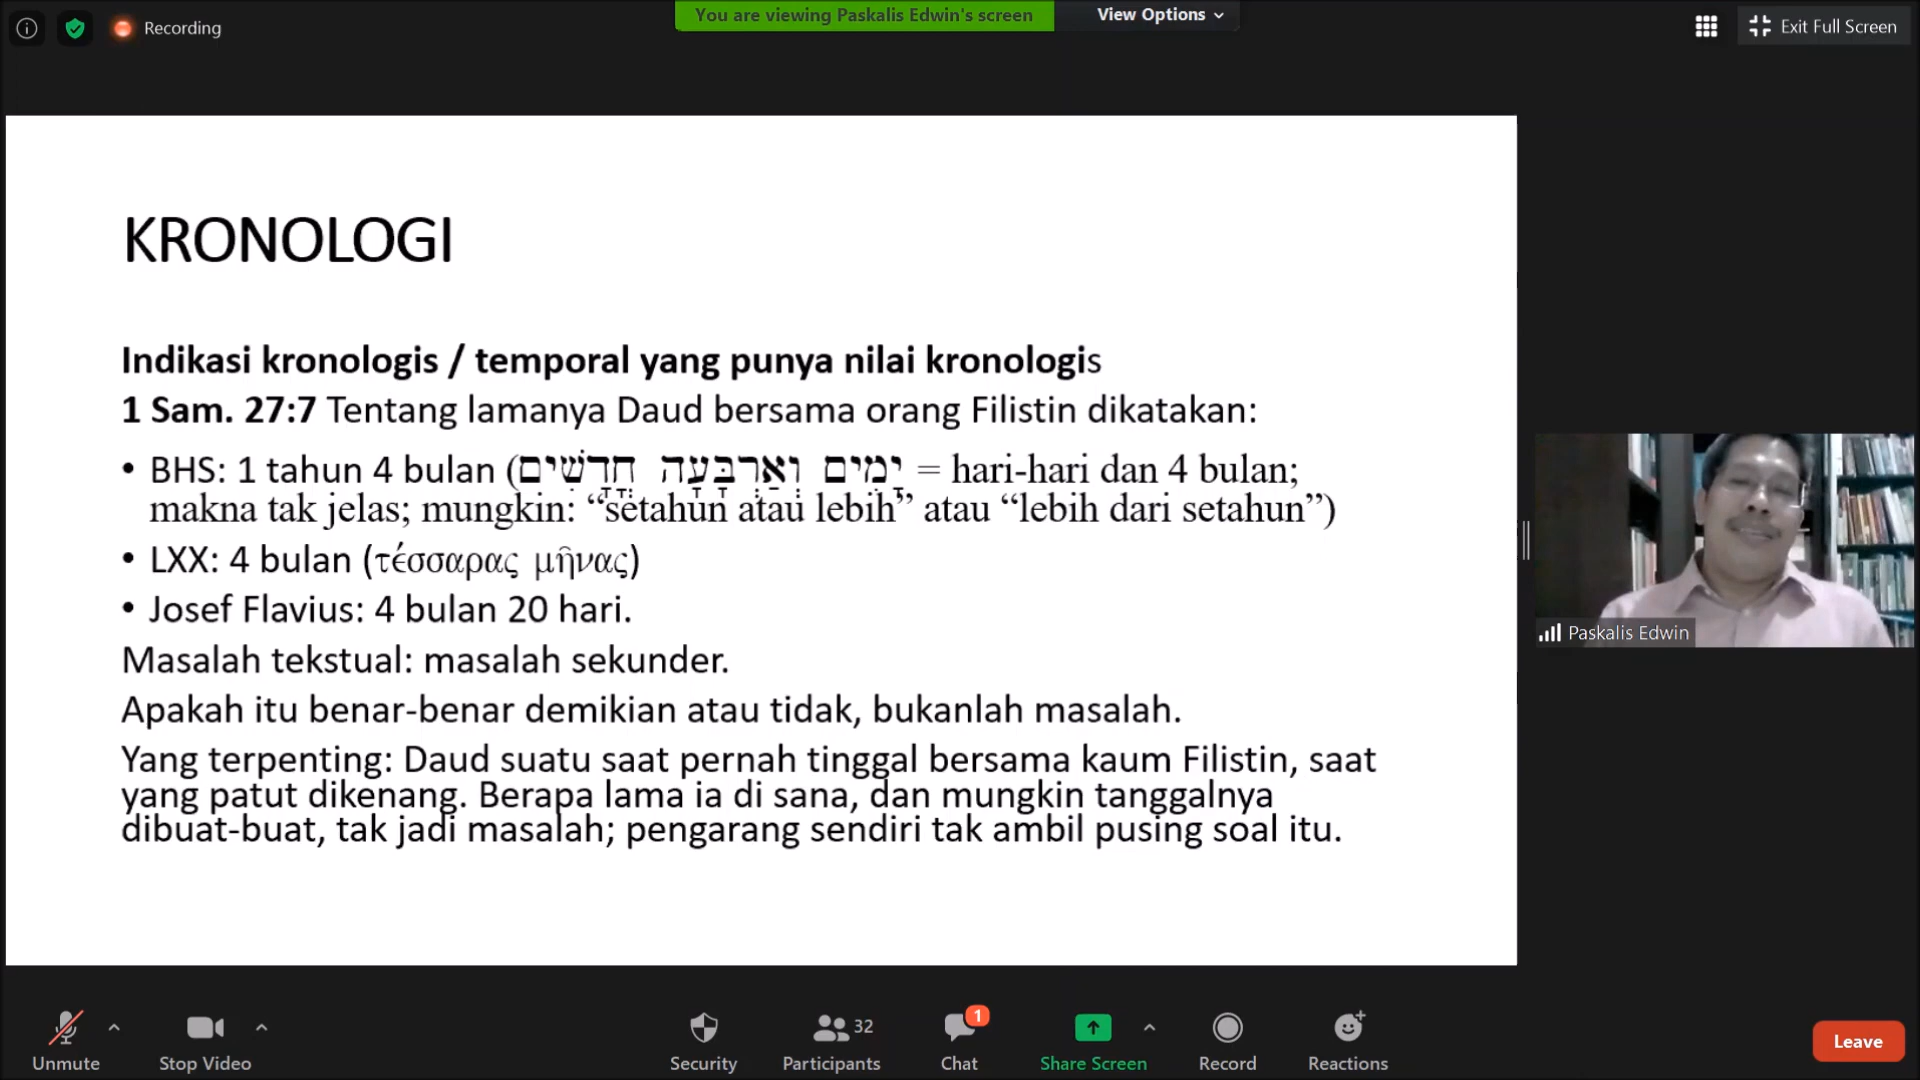 Recording
You are viewing Paskalis Edwin's screen
View Options
Exit Full Screen
KRONOLOGI
Indikasi kronologis / temporal yang punya nilai kronologis
1 Sam. 27:7 Tentang lamanya Daud bersama orang Filistin dikatakan:
• BHS: 1 tahun 4 bulan (יָמִים וְאַרְבָּעָה חֳדָשִׁים = hari-hari dan 4 bulan;
makna tak jelas; mungkin: “setahun atau lebih” atau “lebih dari setahun”)
• LXX: 4 bulan (τέσσαρας μῆνας)
• Josef Flavius: 4 bulan 20 hari.
Masalah tekstual: masalah sekunder.
Apakah itu benar-benar demikian atau tidak, bukanlah masalah.
Yang terpenting: Daud suatu saat pernah tinggal bersama kaum Filistin, saat
yang patut dikenang. Berapa lama ia di sana, dan mungkin tanggalnya
dibuat-buat, tak jadi masalah; pengarang sendiri tak ambil pusing soal itu.
Paskalis Edwin
Unmute
Stop Video
Security
32
Participants
1
Chat
Share Screen
Record
Reactions
Leave